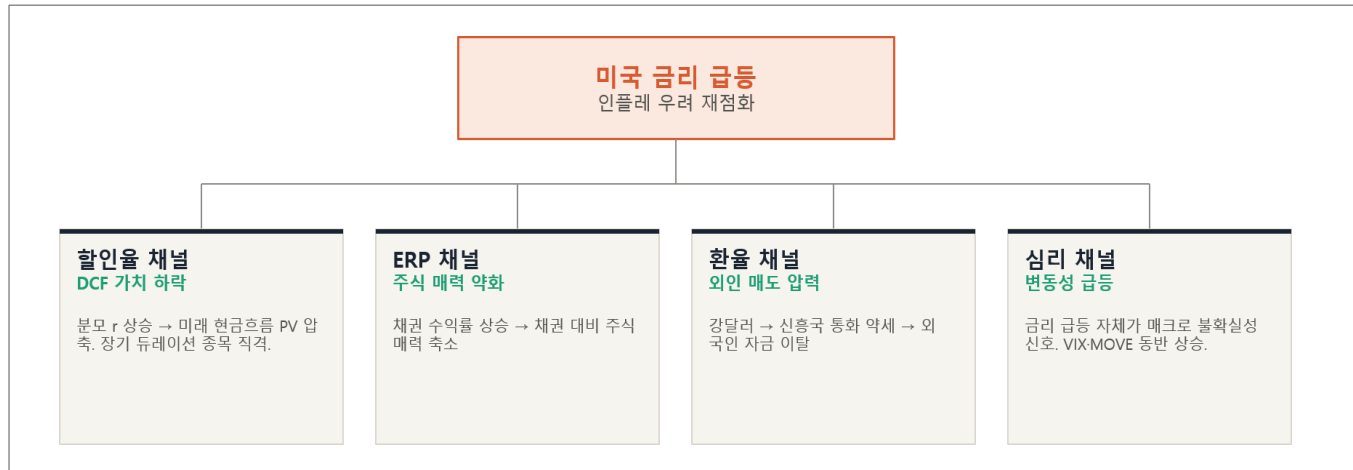 미국 금리 급등
인플레 우려 재점화
할인율 채널
DCF 가치 하락
분모 r 상승 → 미래 현금흐름 PV 압
축. 장기 듀레이션 종목 직격.
ERP 채널
주식 매력 약화
채권 수익률 상승 → 채권 대비 주식
매력 축소
환율 채널
외인 매도 압력
강달러 → 신흥국 통화 약세 → 외
국인 자금 이탈
심리 채널
변동성 급등
금리 급등 자체가 매크로 불확실성
신호. VIX·MOVE 동반 상승.